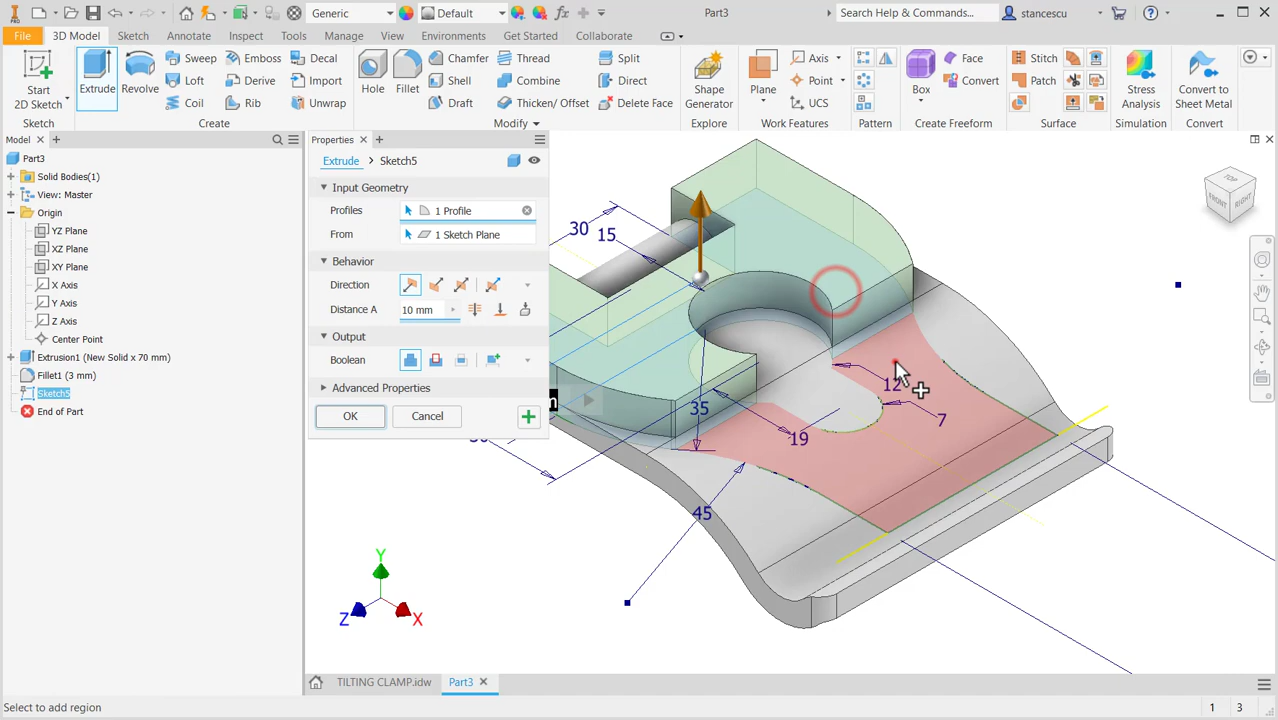 Generic
Default
Part3
Search Help & Commands...
stancescu
File
3D Model
Sketch
Annotate
Inspect
Tools
Manage
View
Environments
Get Started
Collaborate
Start
2D Sketch
Extrude
Revolve
Sweep
Loft
Coil
Emboss
Derive
Rib
Decal
Import
Unwrap
Hole
Fillet
Chamfer
Shell
Draft
Thread
Combine
Thicken/ Offset
Split
Direct
Delete Face
Shape
Generator
Plane
Axis
Point
UCS
Box
Face
Convert
Stitch
Patch
Stress
Analysis
Convert to
Sheet Metal
Sketch
Create
Modify
Explore
Work Features
Pattern
Create Freeform
Surface
Simulation
Convert
Model
Part3
Solid Bodies(1)
View: Master
Origin
YZ Plane
XZ Plane
XY Plane
X Axis
Y Axis
Z Axis
Center Point
Extrusion1 (New Solid x 70 mm)
Fillet1 (3 mm)
Sketch5
End of Part
Properties
Extrude
Sketch5
Input Geometry
Profiles
1 Profile
From
1 Sketch Plane
Behavior
Direction
Distance A
10 mm
Output
Boolean
Advanced Properties
OK
Cancel
30
15
12
7
35
19
45
TOP
Y
Z
X
TILTING CLAMP.idw
Part3
Select to add region
1
3